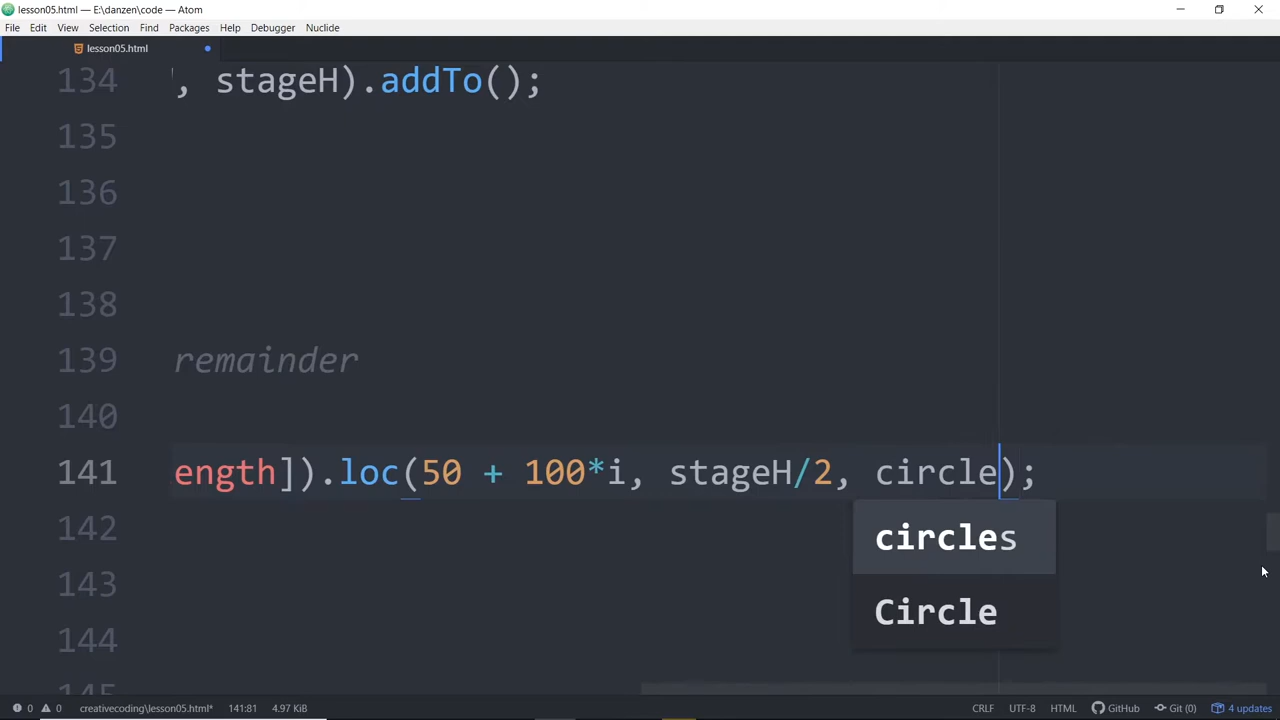 lesson05.html — E:\danzen\code — Atom
File Edit View Selection Find Packages Help Debugger Nuclide
lesson05.html
134 , stageH).addTo();
135
136
137
138
139 remainder
140
141 ength]).loc(50 + 100*i, stageH/2, circle);
circles
142
143
Circle
144
145
0 0 creativecoding\lesson05.html* 141:81 4.97 KiB CRLF UTF-8 HTML GitHub Git (0) 4 updates